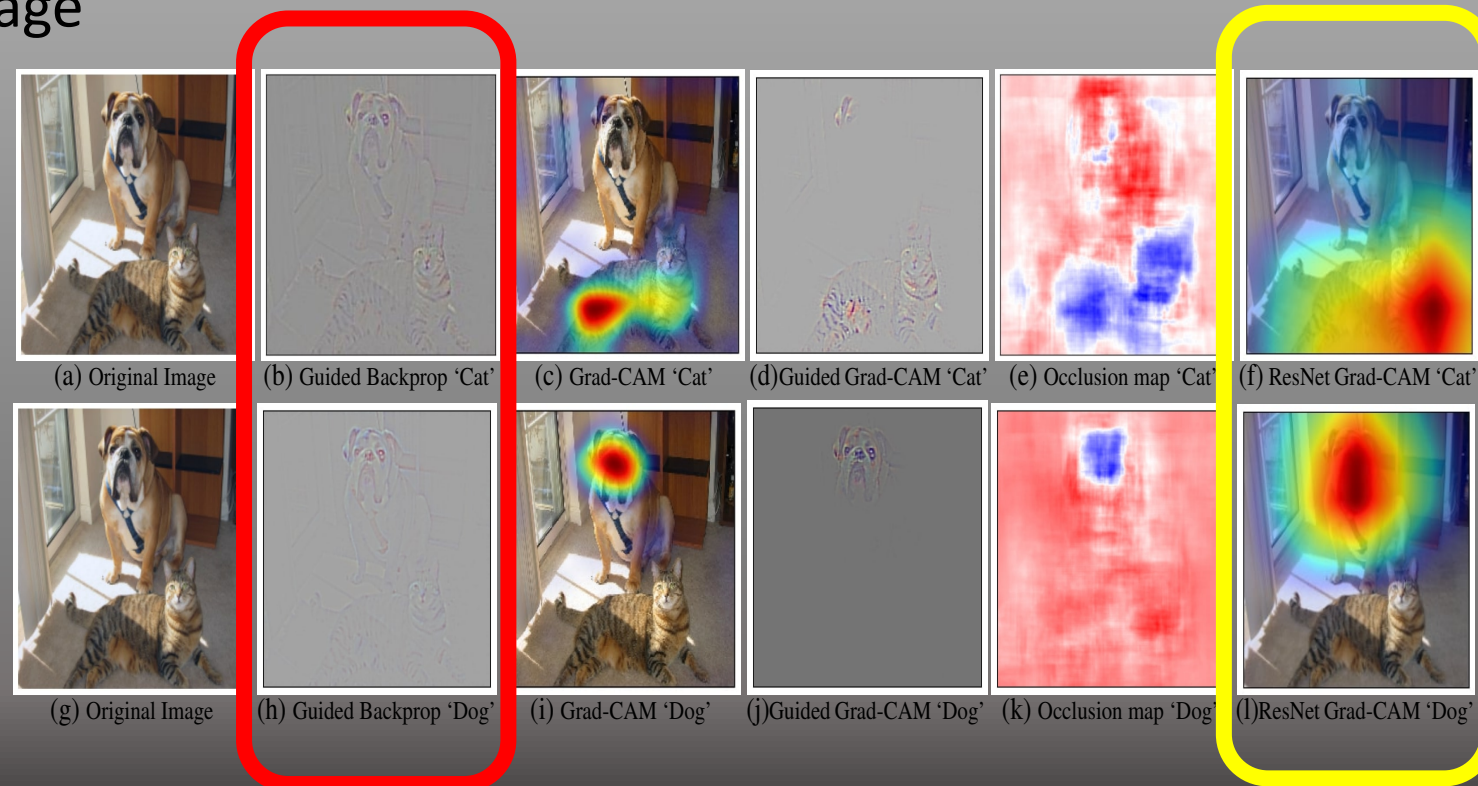 (a) Original Image (b) Guided Backprop ‘Cat’ (c) Grad-CAM ‘Cat’ (d)Guided Grad-CAM ‘Cat’ (e) Occlusion map ‘Cat’ (f) ResNet Grad-CAM ‘Cat’
(g) Original Image (h) Guided Backprop ‘Dog’ (i) Grad-CAM ‘Dog’ (j)Guided Grad-CAM ‘Dog’ (k) Occlusion map ‘Dog’ (l)ResNet Grad-CAM ‘Dog’